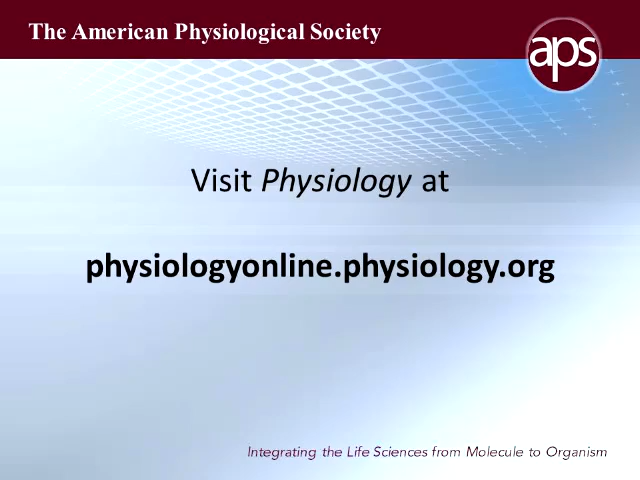 The American Physiological Society
aps
Visit Physiology at
physiologyonline.physiology.org
Integrating the Life Sciences from Molecule to Organism